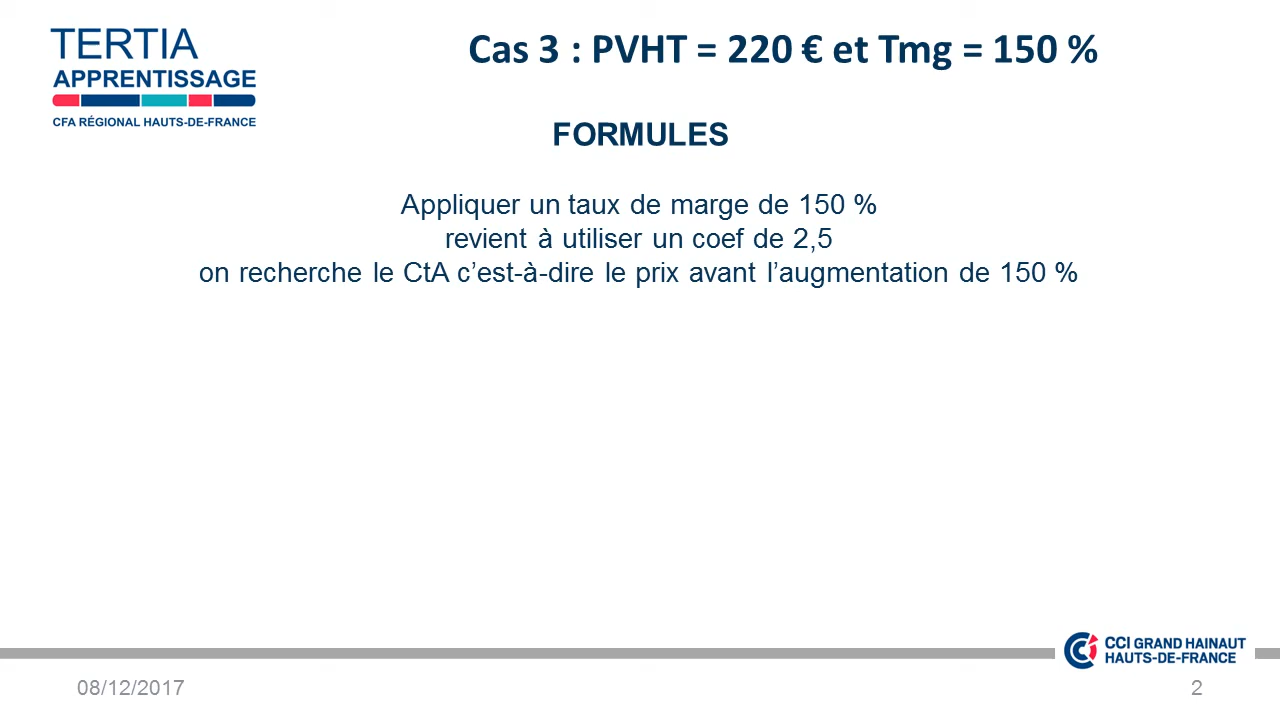 TERTIA
APPRENTISSAGE
CFA RÉGIONAL HAUTS-DE-FRANCE
Cas 3 : PVHT = 220 € et Tmg = 150 %
FORMULES
Appliquer un taux de marge de 150 %
revient à utiliser un coef de 2,5
on recherche le CtA c’est-à-dire le prix avant l’augmentation de 150 %
CCI GRAND HAINAUT
HAUTS-DE-FRANCE
08/12/2017
2